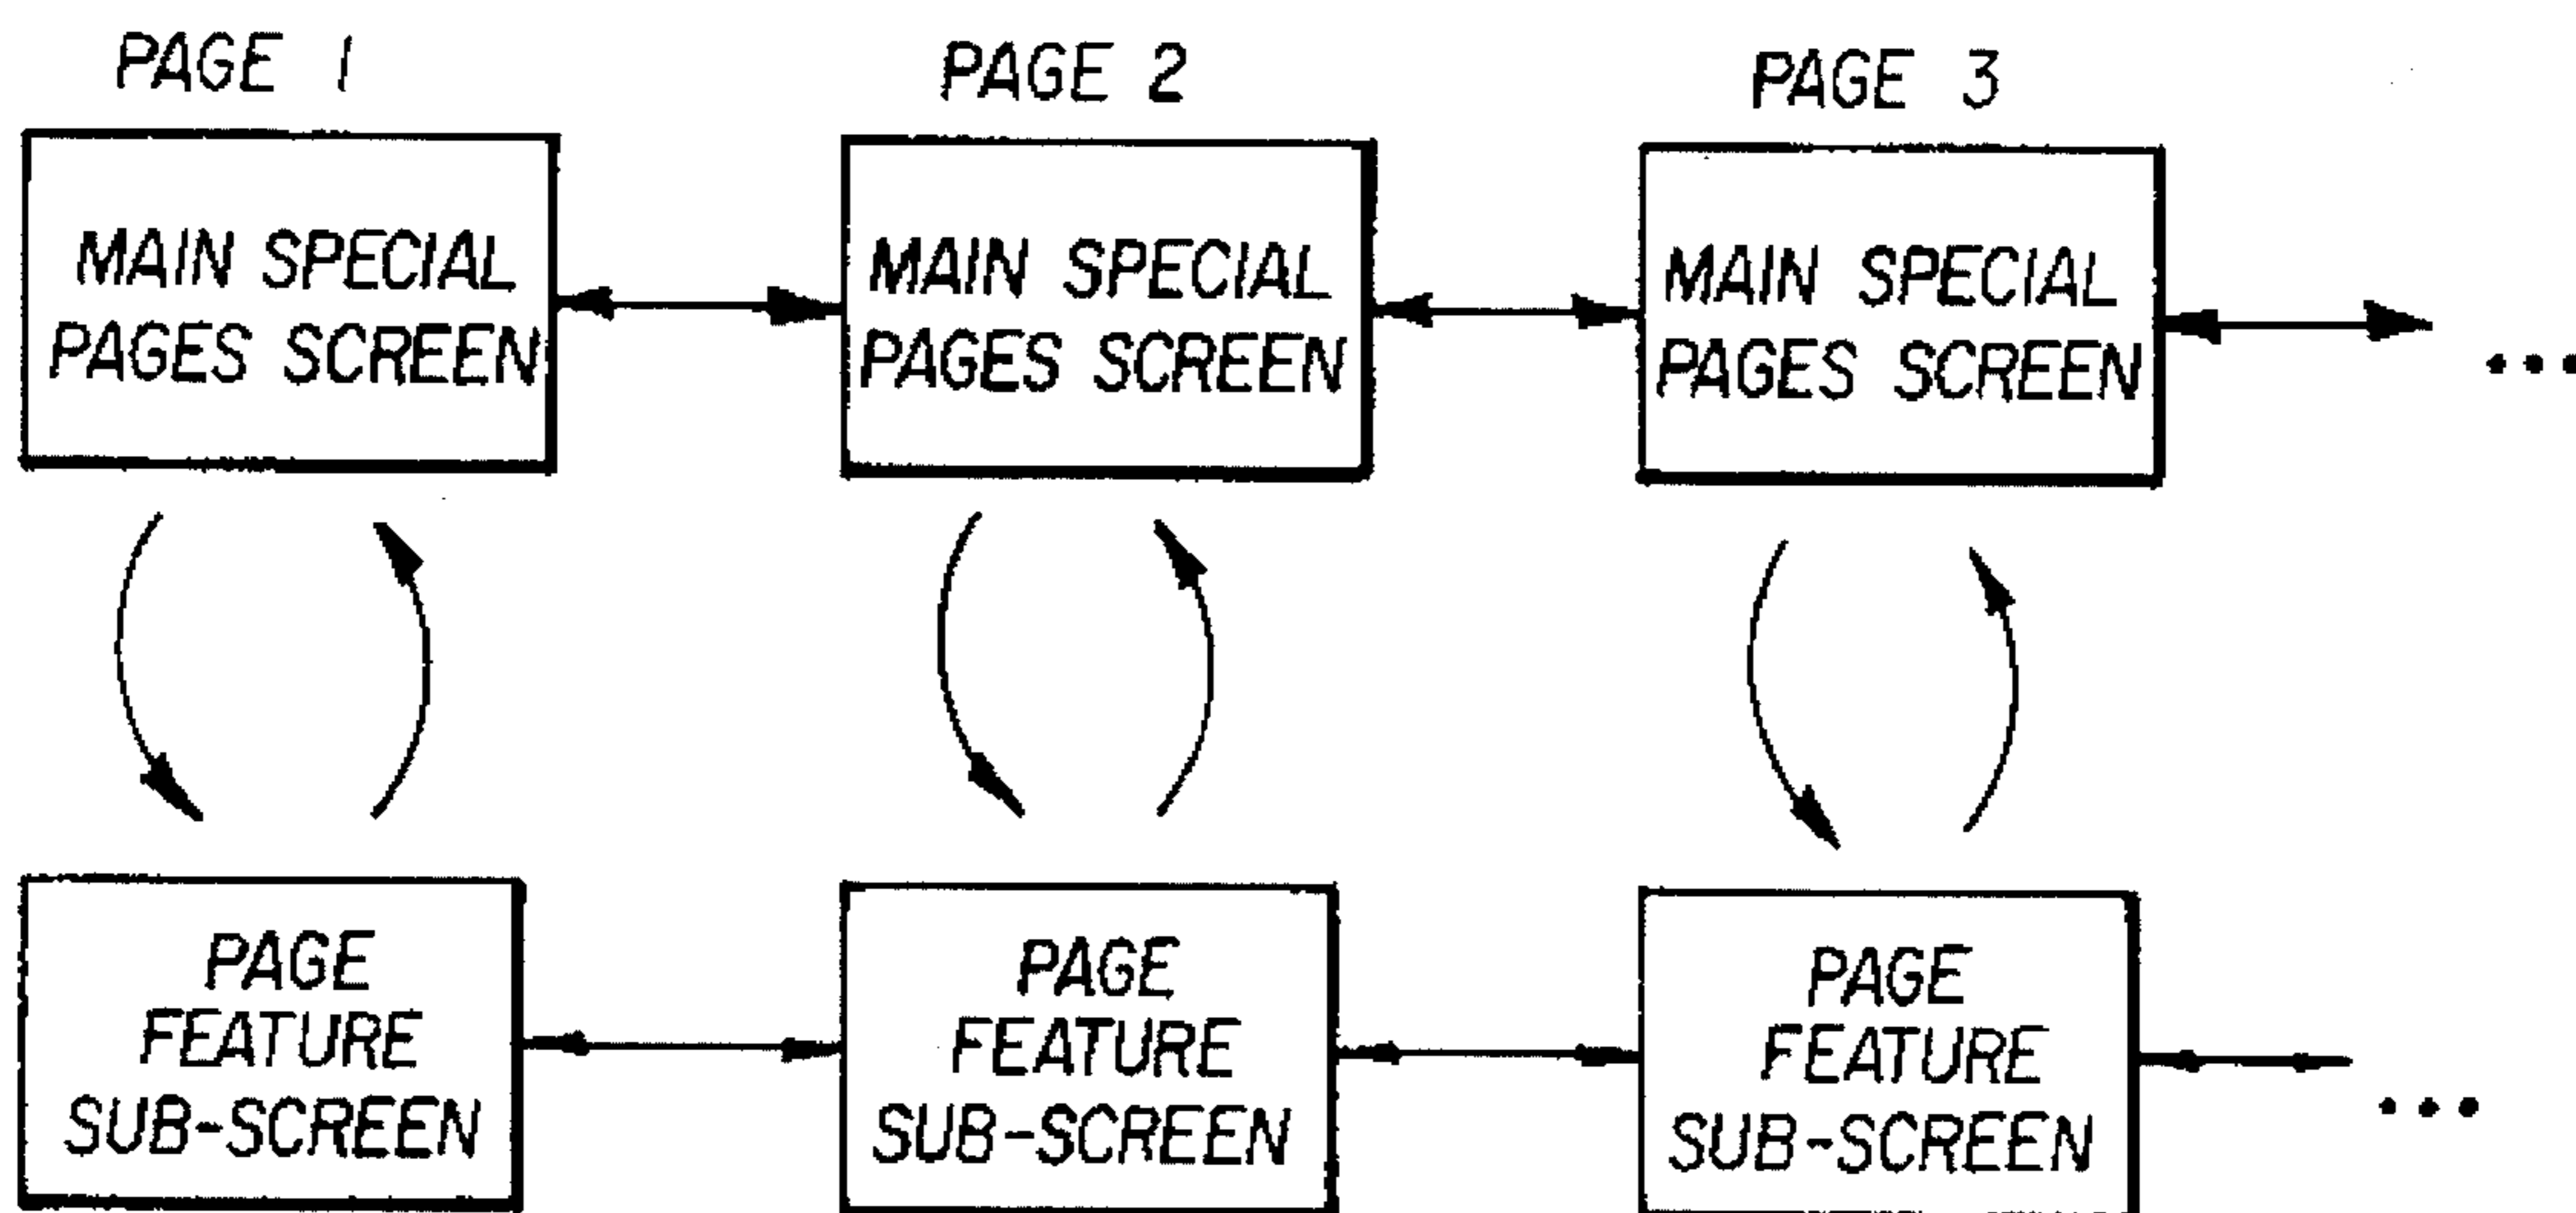 PAGE 1
PAGE 2
PAGE 3
MAIN SPECIAL
PAGES SCREEN
MAIN SPECIAL
PAGES SCREEN
MAIN SPECIAL
PAGES SCREEN
...
PAGE
FEATURE
SUB-SCREEN
PAGE
FEATURE
SUB-SCREEN
PAGE
FEATURE
SUB-SCREEN
...